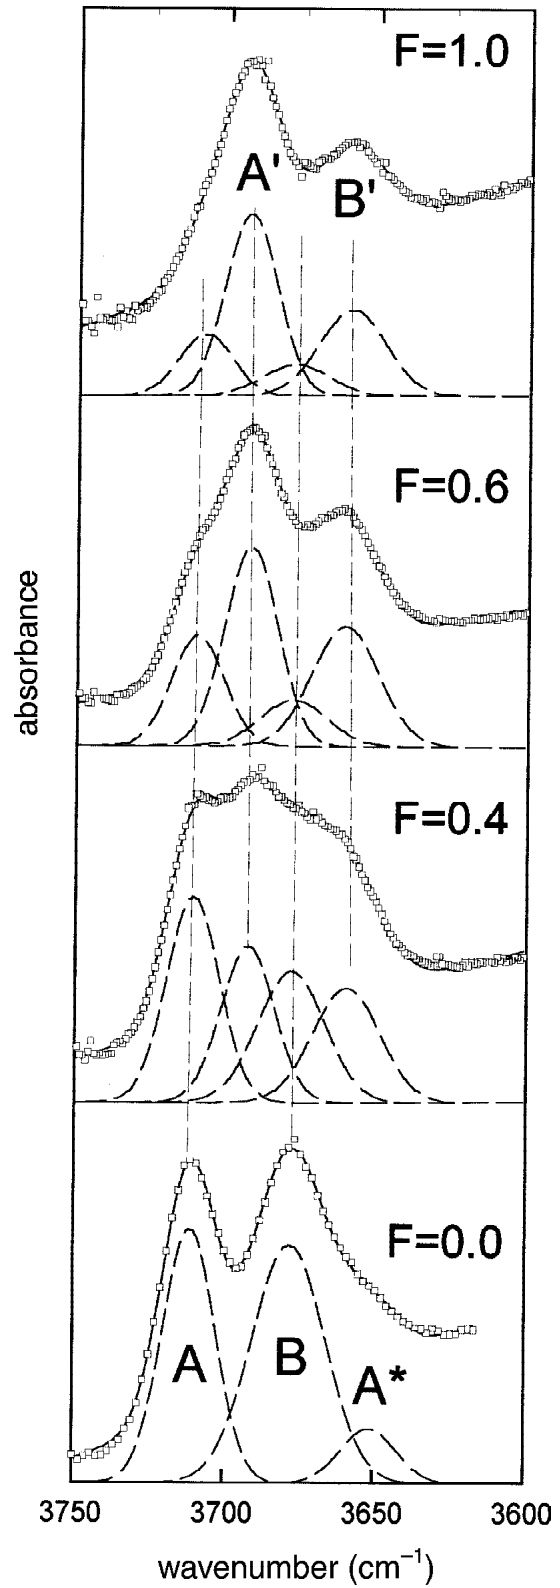 F=1.0
A'
B'
F=0.6
absorbance
F=0.4
F=0.0
A
B
A*
3750
3700
3650
3600
wavenumber (cm⁻¹)